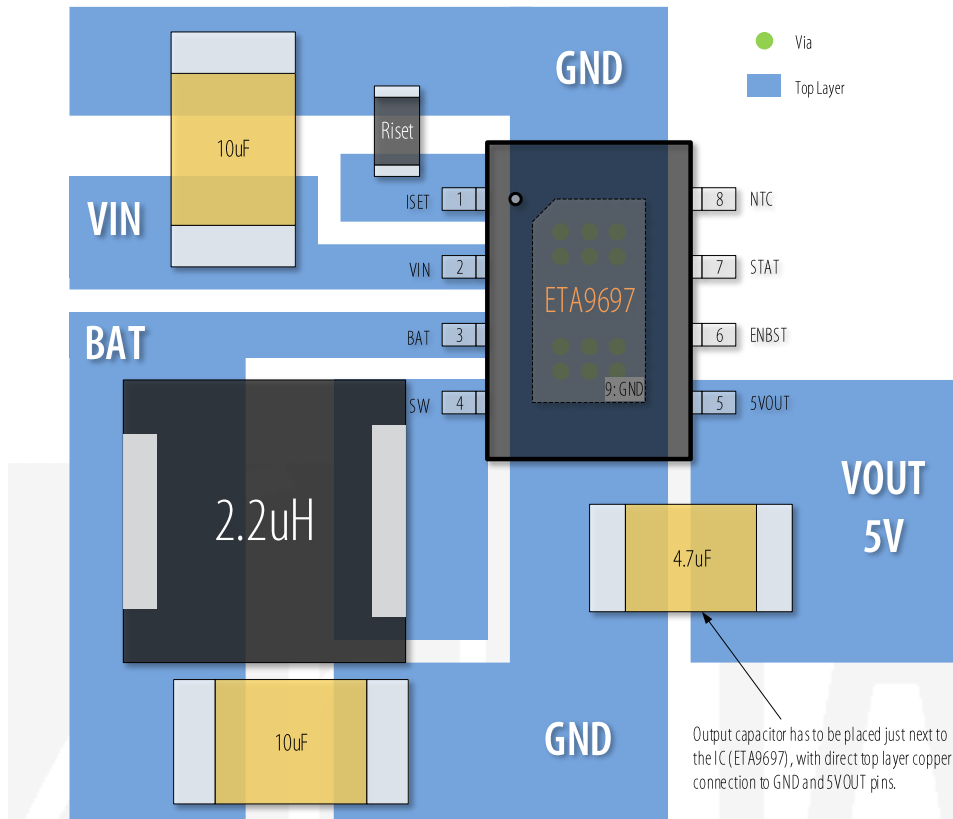 GND
Via
Top Layer
10uF
Riset
VIN
ISET 1
8 NTC
VIN 2
7 STAT
ETA9697
BAT
BAT 3
6 ENBST
9: GND
SW 4
5 5VOUT
VOUT
5V
2.2uH
4.7uF
10uF
GND
Output capacitor has to be placed just next to
the IC (ETA9697), with direct top layer copper
connection to GND and 5VOUT pins.